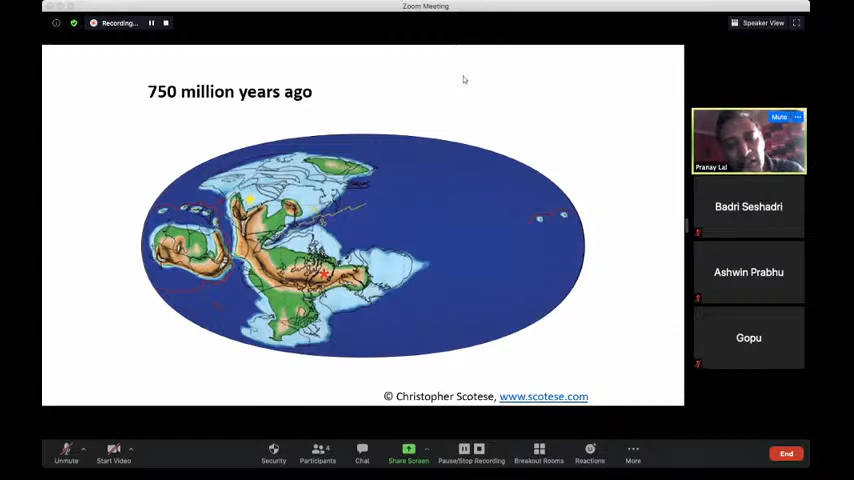 Zoom Meeting
Recording...
Speaker View
750 million years ago
Mute
Pranay Lal
Badri Seshadri
Ashwin Prabhu
Gopu
© Christopher Scotese, www.scotese.com
Unmute
Start Video
Security
Participants
4
Chat
Share Screen
Pause/Stop Recording
Breakout Rooms
Reactions
More
End